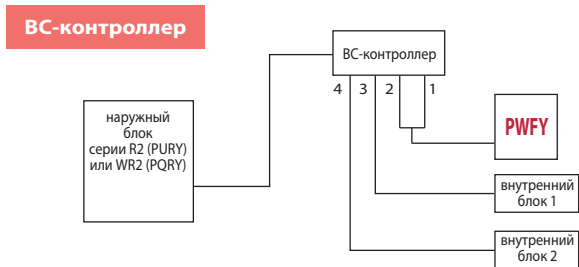 ВС-контроллер
ВС-контроллер
4 3 2 1
наружный
блок
серии R2 (PURY)
или WR2 (PQRY)
PWFY
внутренний
блок 1
внутренний
блок 2